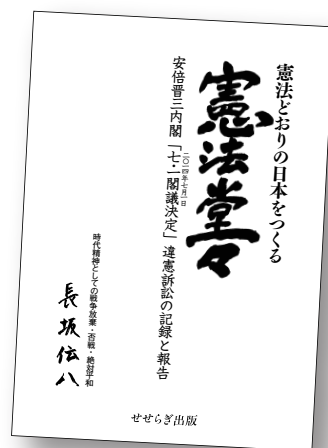 憲法どおりの日本をつくる
憲法堂々
安倍晋三内閣「七・一閣議決定」違憲訴訟の記録と報告
二〇一四年七月一日
時代精神としての戦争放棄・否戦・絶対平和
長坂伝八
せせらぎ出版